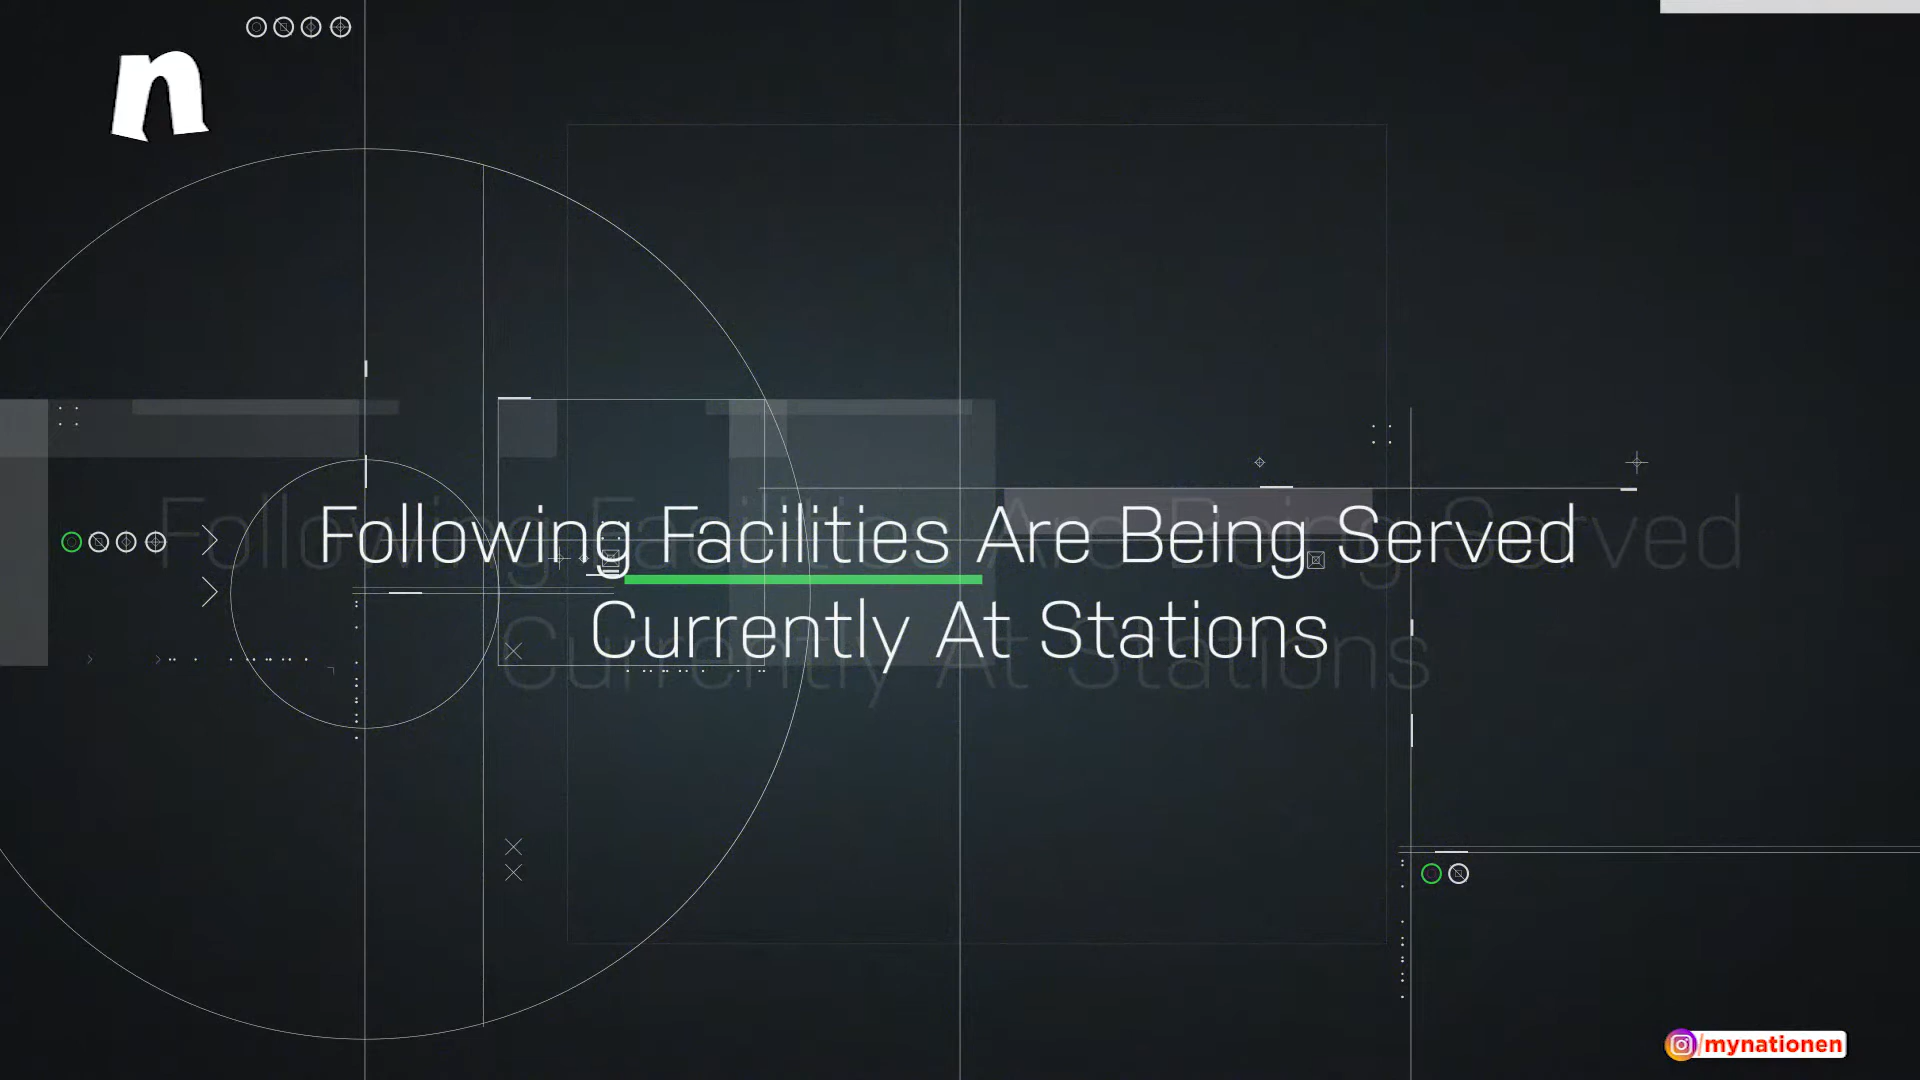 n
Following Facilities Are Being Served
Currently At Stations
/mynationen